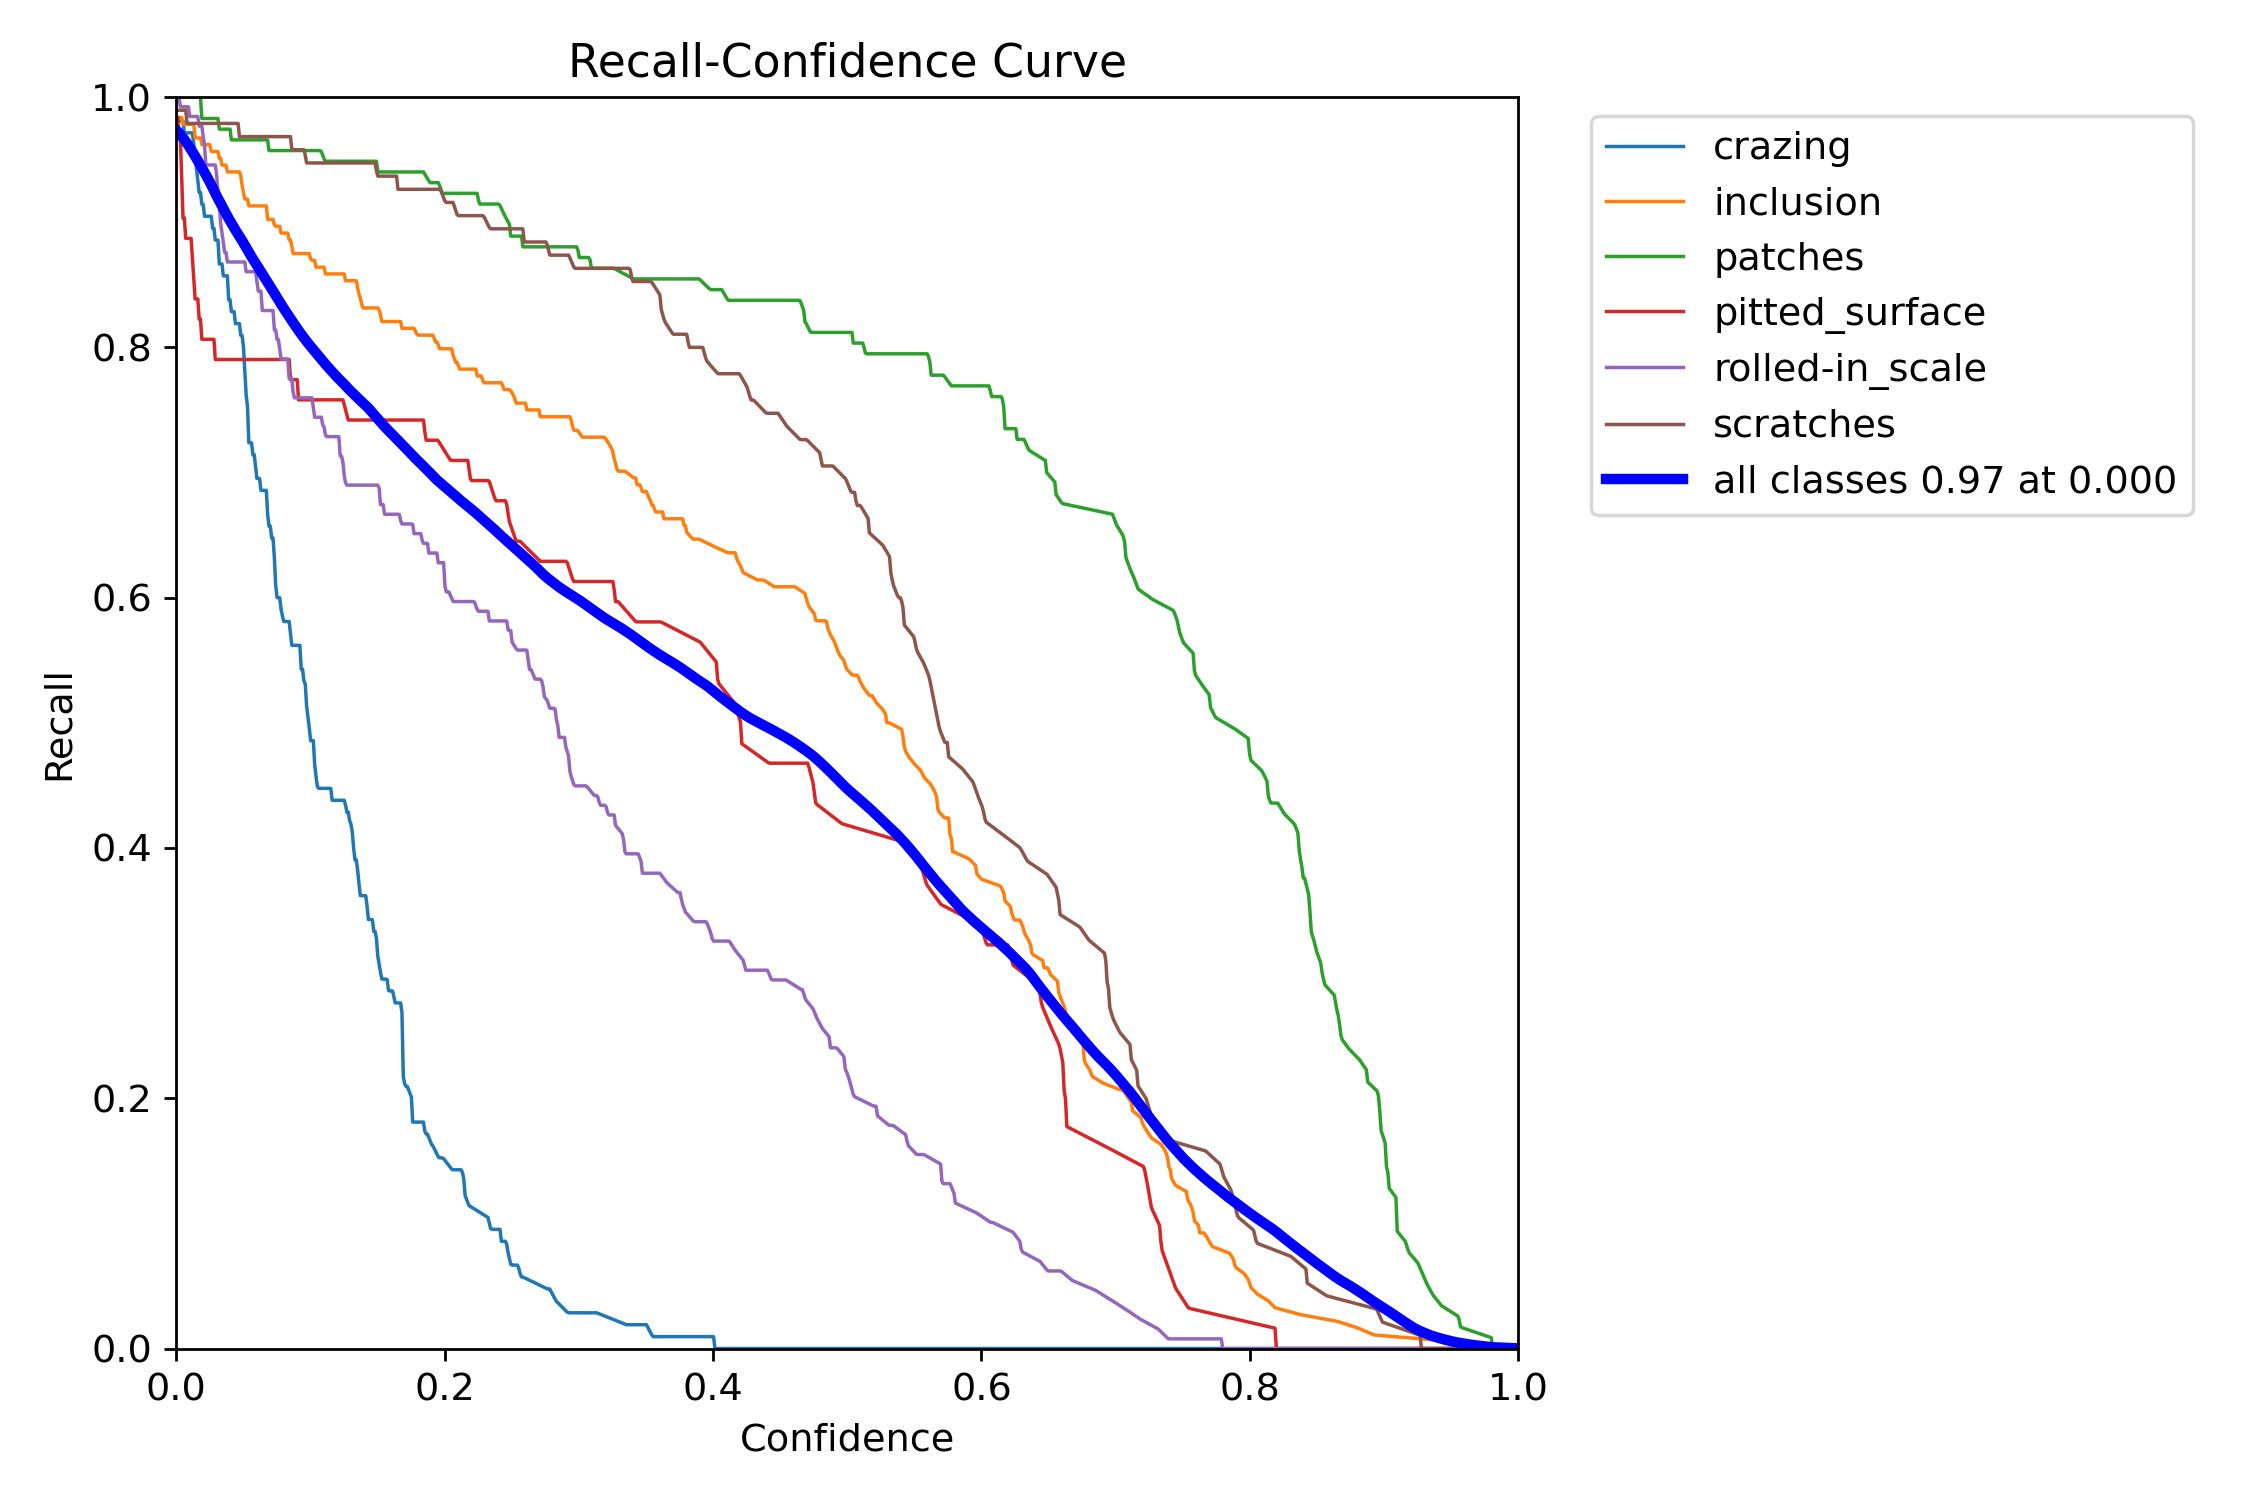 Recall-Confidence Curve
1.0
0.8
0.6
0.4
0.2
0.0
Recall
0.0 0.2 0.4 0.6 0.8 1.0
Confidence
crazing
inclusion
patches
pitted_surface
rolled-in_scale
scratches
all classes 0.97 at 0.000